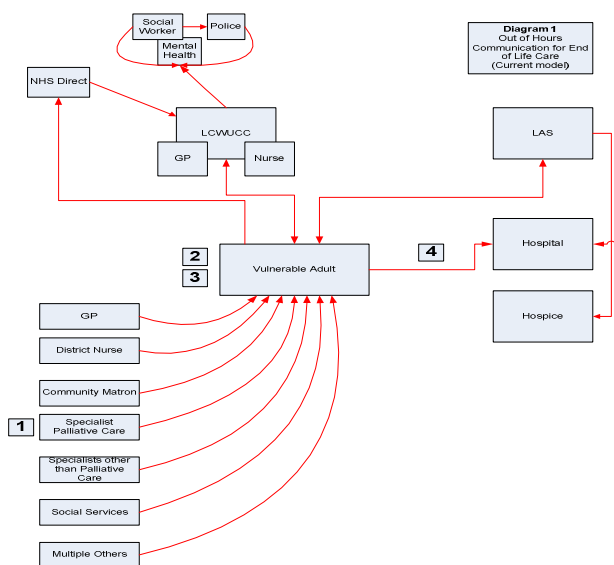 Diagram 1
Out of Hours
Communication for End
of Life Care
(Current model)
Social
Worker
Police
Mental
Health
NHS Direct
LCWUCC
GP
Nurse
LAS
2
3
Vulnerable Adult
4
Hospital
Hospice
GP
District Nurse
Community Matron
1
Specialist
Palliative Care
Specialists other
than Palliative
Care
Social Services
Multiple Others